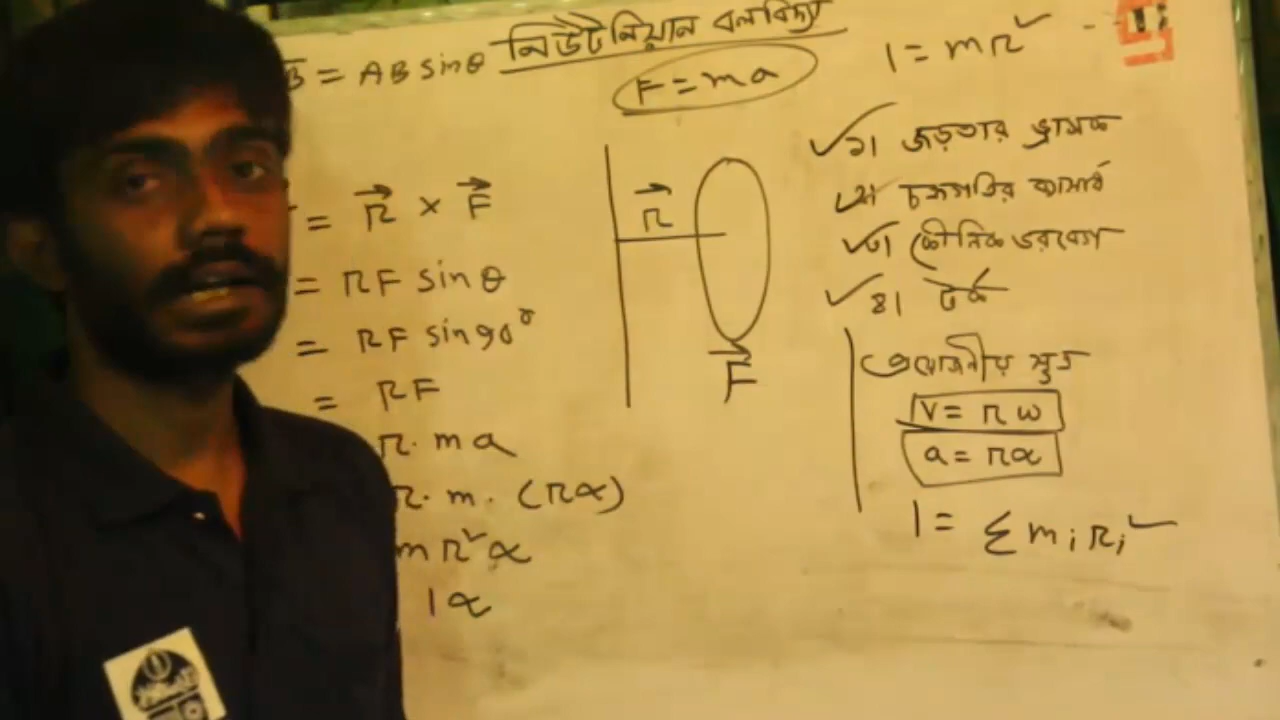 নিউটনিয়ান বলবিদ্যা
B = AB sinθ
F = ma
I = mr²
= r × F
= rF sinθ
= rF sin90°
= rF
r. ma
r. m. (rα)
mr²α
Iα
r
F
১। জড়তার ভ্রামক
২। চক্রগতির ব্যাসার্ধ
৩। কৌনিক ভরবেগ
৪। টর্ক
প্রয়োজনীয় সূত্র
V = rω
a = rα
I = Σ mᵢrᵢ²